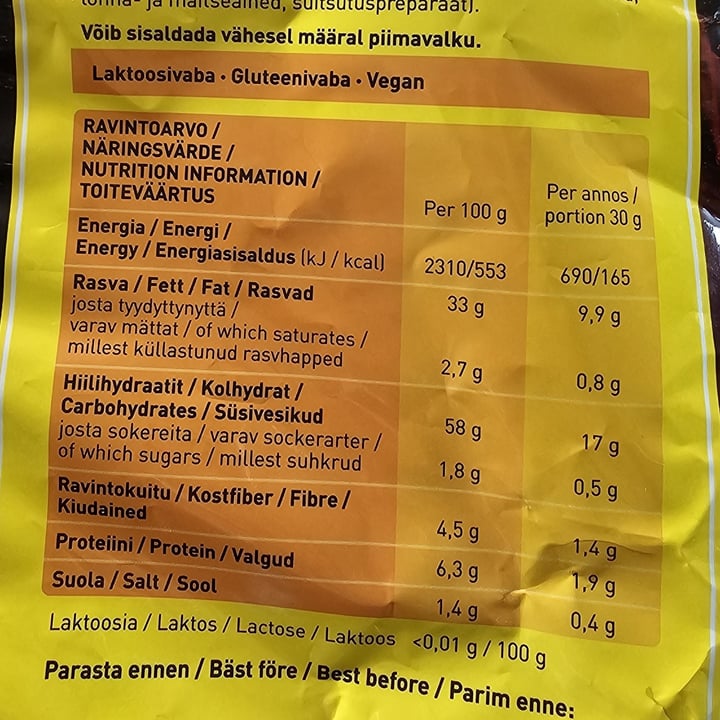 ja maitseained, suitsutuspreparaat).
Võib sisaldada vähesel määral piimavalku.
Laktoosivaba · Gluteenivaba · Vegan
RAVINTOARVO /
NÄRINGSVÄRDE /
NUTRITION INFORMATION /
TOITEVÄÄRTUS
Per 100 g
Per annos /
portion 30 g
Energia / Energi /
Energy / Energiasisaldus (kJ / kcal)
2310/553
690/165
Rasva / Fett / Fat / Rasvad
33 g
9,9 g
josta tyydyttynyttä /
varav mättat / of which saturates /
millest küllastunud rasvhapped
2,7 g
0,8 g
Hiilihydraatit / Kolhydrat /
Carbohydrates / Süsivesikud
58 g
17 g
josta sokereita / varav sockerarter /
of which sugars / millest suhkrud
1,8 g
0,5 g
Ravintokuitu / Kostfiber / Fibre /
Kiudained
4,5 g
1,4 g
Proteiini / Protein / Valgud
6,3 g
1,9 g
Suola / Salt / Sool
1,4 g
0,4 g
Laktoosia / Laktos / Lactose / Laktoos <0,01 g / 100 g
Parasta ennen / Bäst före / Best before / Parim enne: